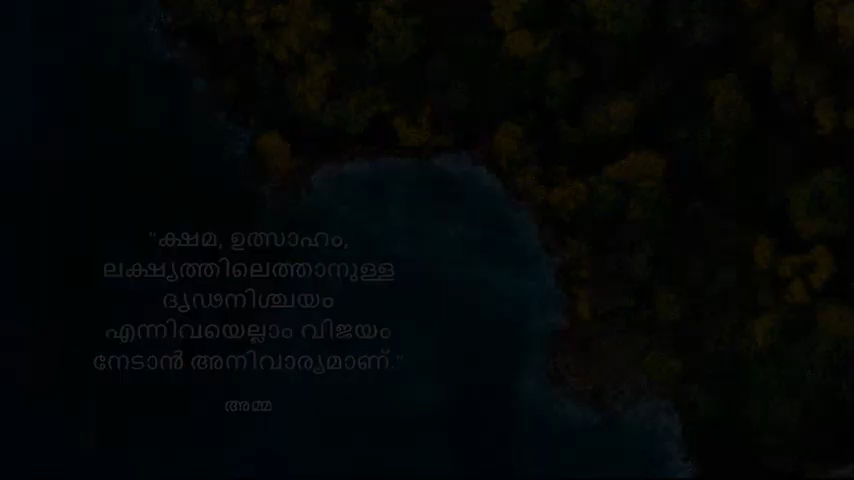 "ക്ഷമ, ഉത്സാഹം,
ലക്ഷ്യത്തിലെത്താനുള്ള
ദൃഢനിശ്ചയം
എന്നിവയെല്ലാം വിജയം
നേടാൻ അനിവാര്യമാണ്."
അമ്മ